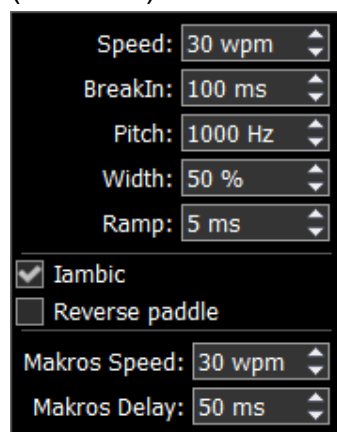 Speed: 30 wpm
BreakIn: 100 ms
Pitch: 1000 Hz
Width: 50 %
Ramp: 5 ms
Iambic
Reverse paddle
Makros Speed: 30 wpm
Makros Delay: 50 ms